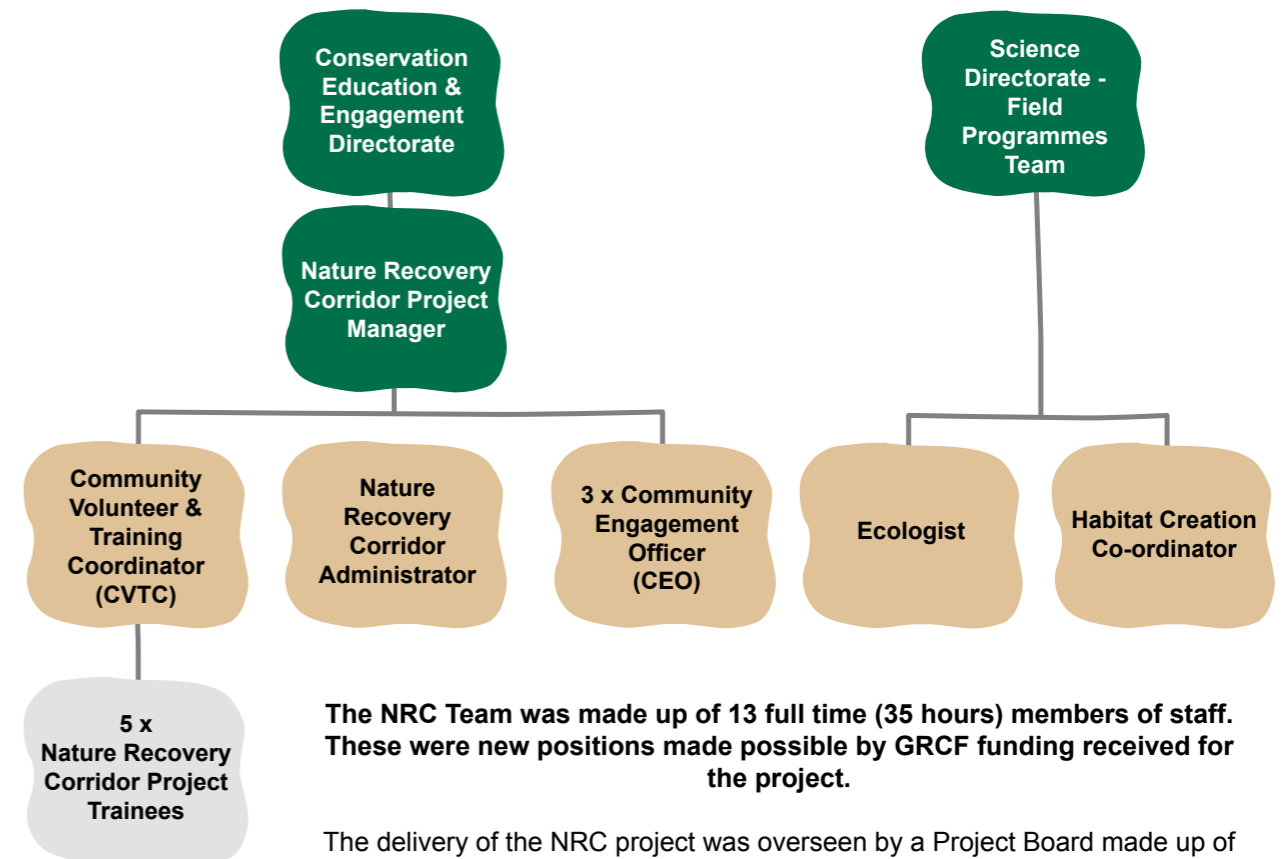 Conservation
Education &
Engagement
Directorate
Science
Directorate -
Field
Programmes
Team
Nature Recovery
Corridor Project
Manager
Community
Volunteer &
Training
Coordinator
(CVTC)
Nature
Recovery
Corridor
Administrator
3 x Community
Engagement
Officer
(CEO)
Ecologist
Habitat Creation
Co-ordinator
5 x
Nature Recovery
Corridor Project
Trainees
The NRC Team was made up of 13 full time (35 hours) members of staff.
These were new positions made possible by GRCF funding received for
the project.
The delivery of the NRC project was overseen by a Project Board made up of